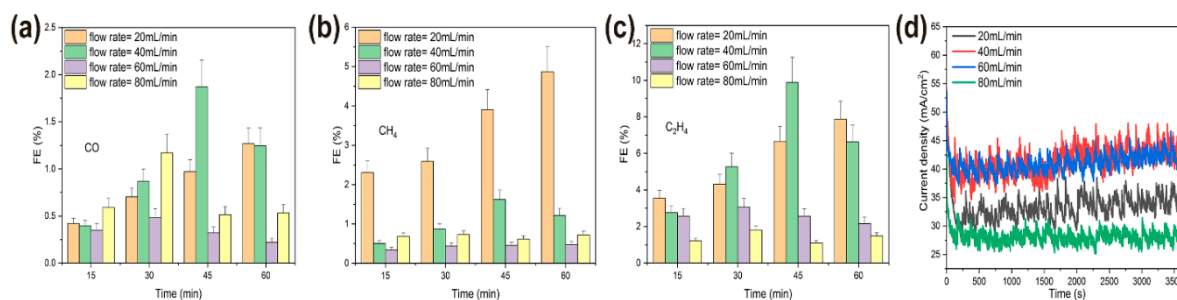 (a)
2.5
2.0
1.5
1.0
0.5
0.0
FE (%)
flow rate= 20mL/min
flow rate= 40mL/min
flow rate= 60mL/min
flow rate= 80mL/min
CO
15 30 45 60
Time (min)
(b)
6
5
4
3
2
1
0
FE (%)
flow rate= 20mL/min
flow rate= 40mL/min
flow rate= 60mL/min
flow rate= 80mL/min
CH₄
15 30 45 60
Time (min)
(c)
12
10
8
6
4
2
0
FE (%)
flow rate= 20mL/min
flow rate= 40mL/min
flow rate= 60mL/min
flow rate= 80mL/min
C₂H₄
15 30 45 60
Time (min)
(d)
65
60
55
50
45
40
35
30
25
Current density (mA/cm²)
20mL/min
40mL/min
60mL/min
80mL/min
0 500 1000 1500 2000 2500 3000 350
Time (s)